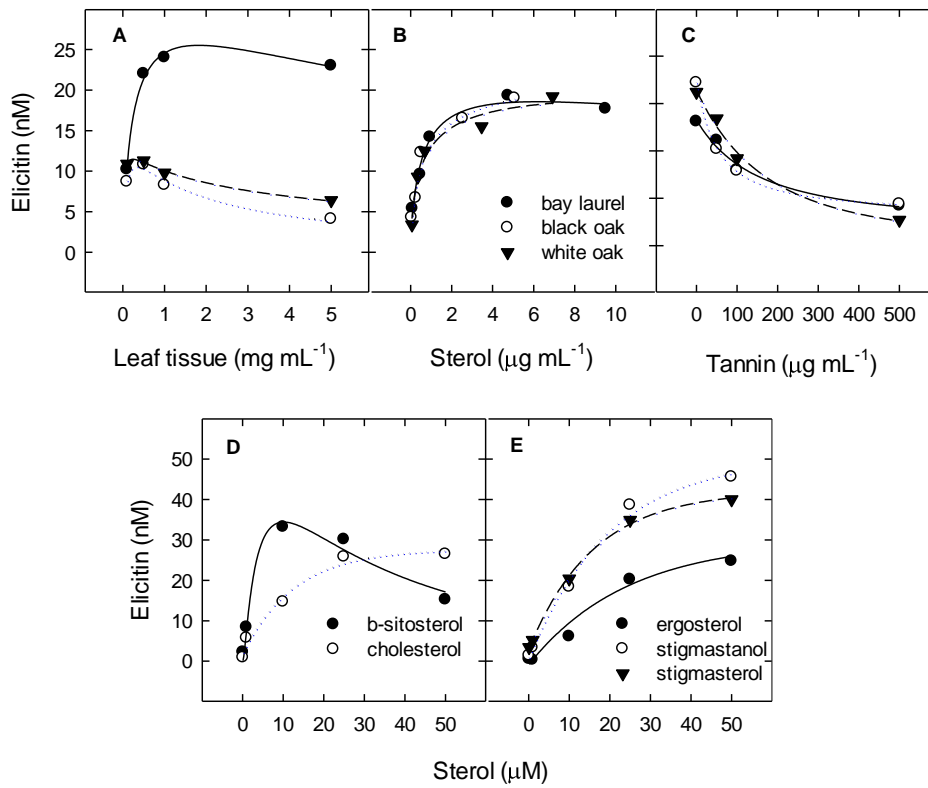 A
B
C
25
20
15
10
5
0
Elicitin (nM)
bay laurel
black oak
white oak
0 1 2 3 4 5
0 2 4 6 8 10
0 100 200 300 400 500
Leaf tissue (mg mL-1)
Sterol (μg mL-1)
Tannin (μg mL-1)
D
E
50
40
30
20
10
0
Elicitin (nM)
b-sitosterol
cholesterol
ergosterol
stigmastanol
stigmasterol
0 10 20 30 40 50
0 10 20 30 40 50
Sterol (μM)